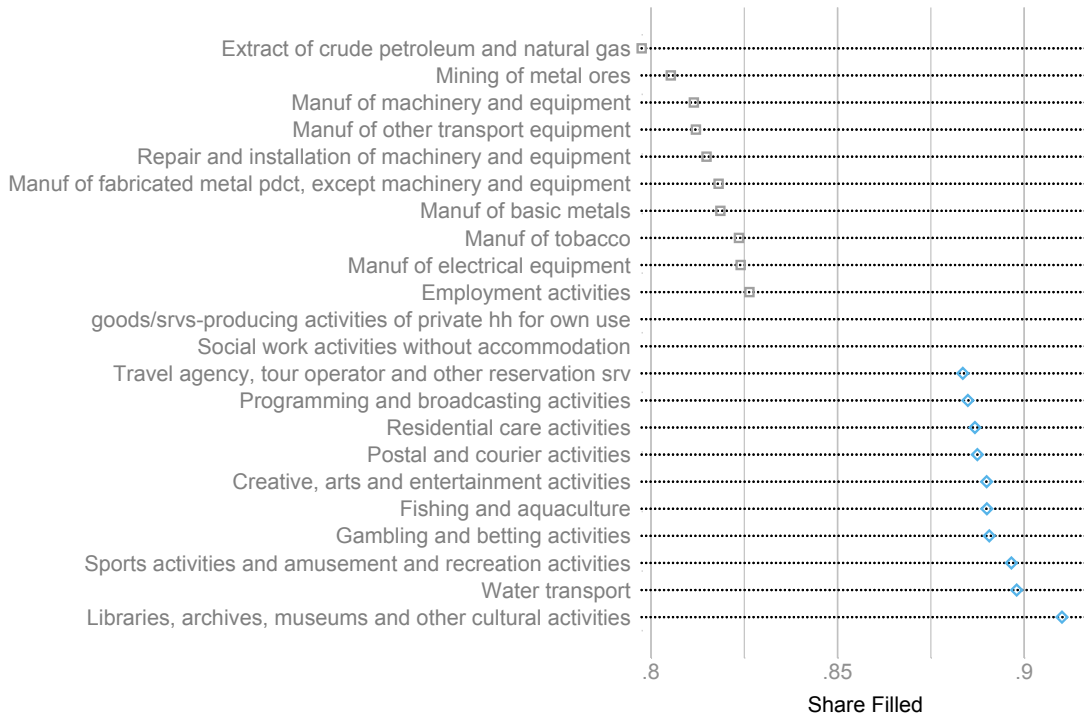 Extract of crude petroleum and natural gas
Mining of metal ores
Manuf of machinery and equipment
Manuf of other transport equipment
Repair and installation of machinery and equipment
Manuf of fabricated metal pdct, except machinery and equipment
Manuf of basic metals
Manuf of tobacco
Manuf of electrical equipment
Employment activities
goods/srvs-producing activities of private hh for own use
Social work activities without accommodation
Travel agency, tour operator and other reservation srv
Programming and broadcasting activities
Residential care activities
Postal and courier activities
Creative, arts and entertainment activities
Fishing and aquaculture
Gambling and betting activities
Sports activities and amusement and recreation activities
Water transport
Libraries, archives, museums and other cultural activities
.8 .85 .9
Share Filled